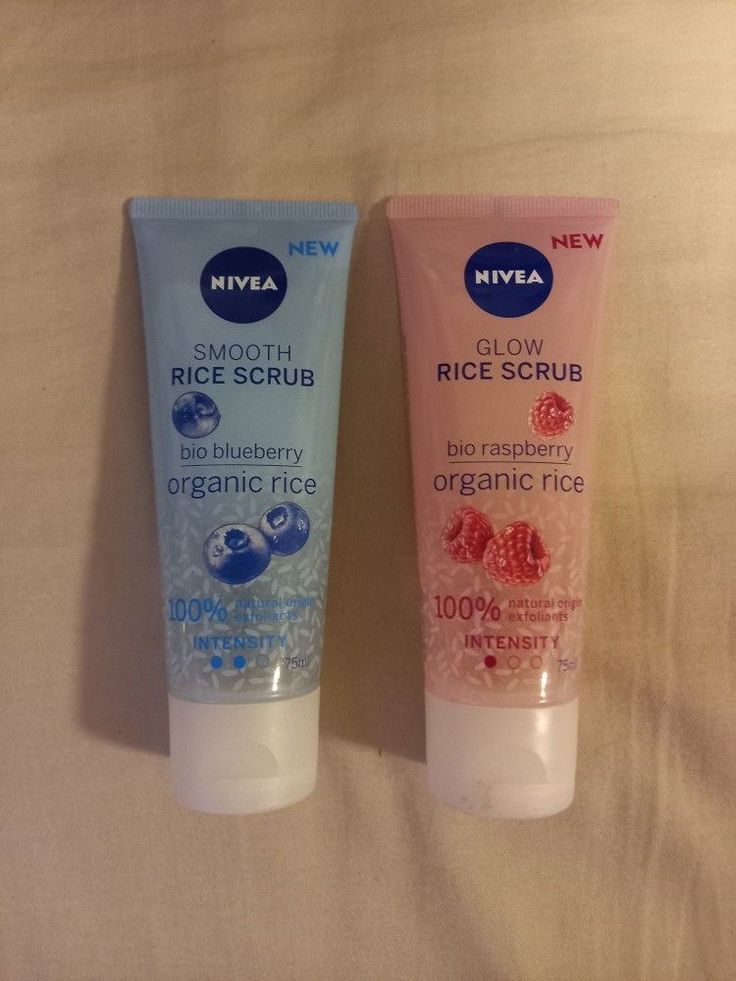 NEW
NIVEA
SMOOTH
RICE SCRUB
bio blueberry
organic rice
100% natural origin
exfoliants
INTENSITY
75ml
NEW
NIVEA
GLOW
RICE SCRUB
bio raspberry
organic rice
100% natural origin
exfoliants
INTENSITY
75ml